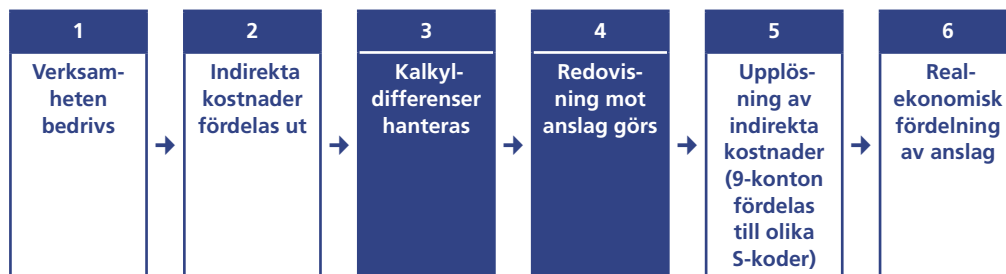 1
Verksam-
heten
bedrivs
2
Indirekta
kostnader
fördelas ut
3
Kalkyl-
differenser
hanteras
4
Redovis-
ning mot
anslag görs
5
Upplös-
ning av
indirekta
kostnader
(9-konton
fördelas
till olika
S-koder)
6
Real-
ekonomisk
fördelning
av anslag